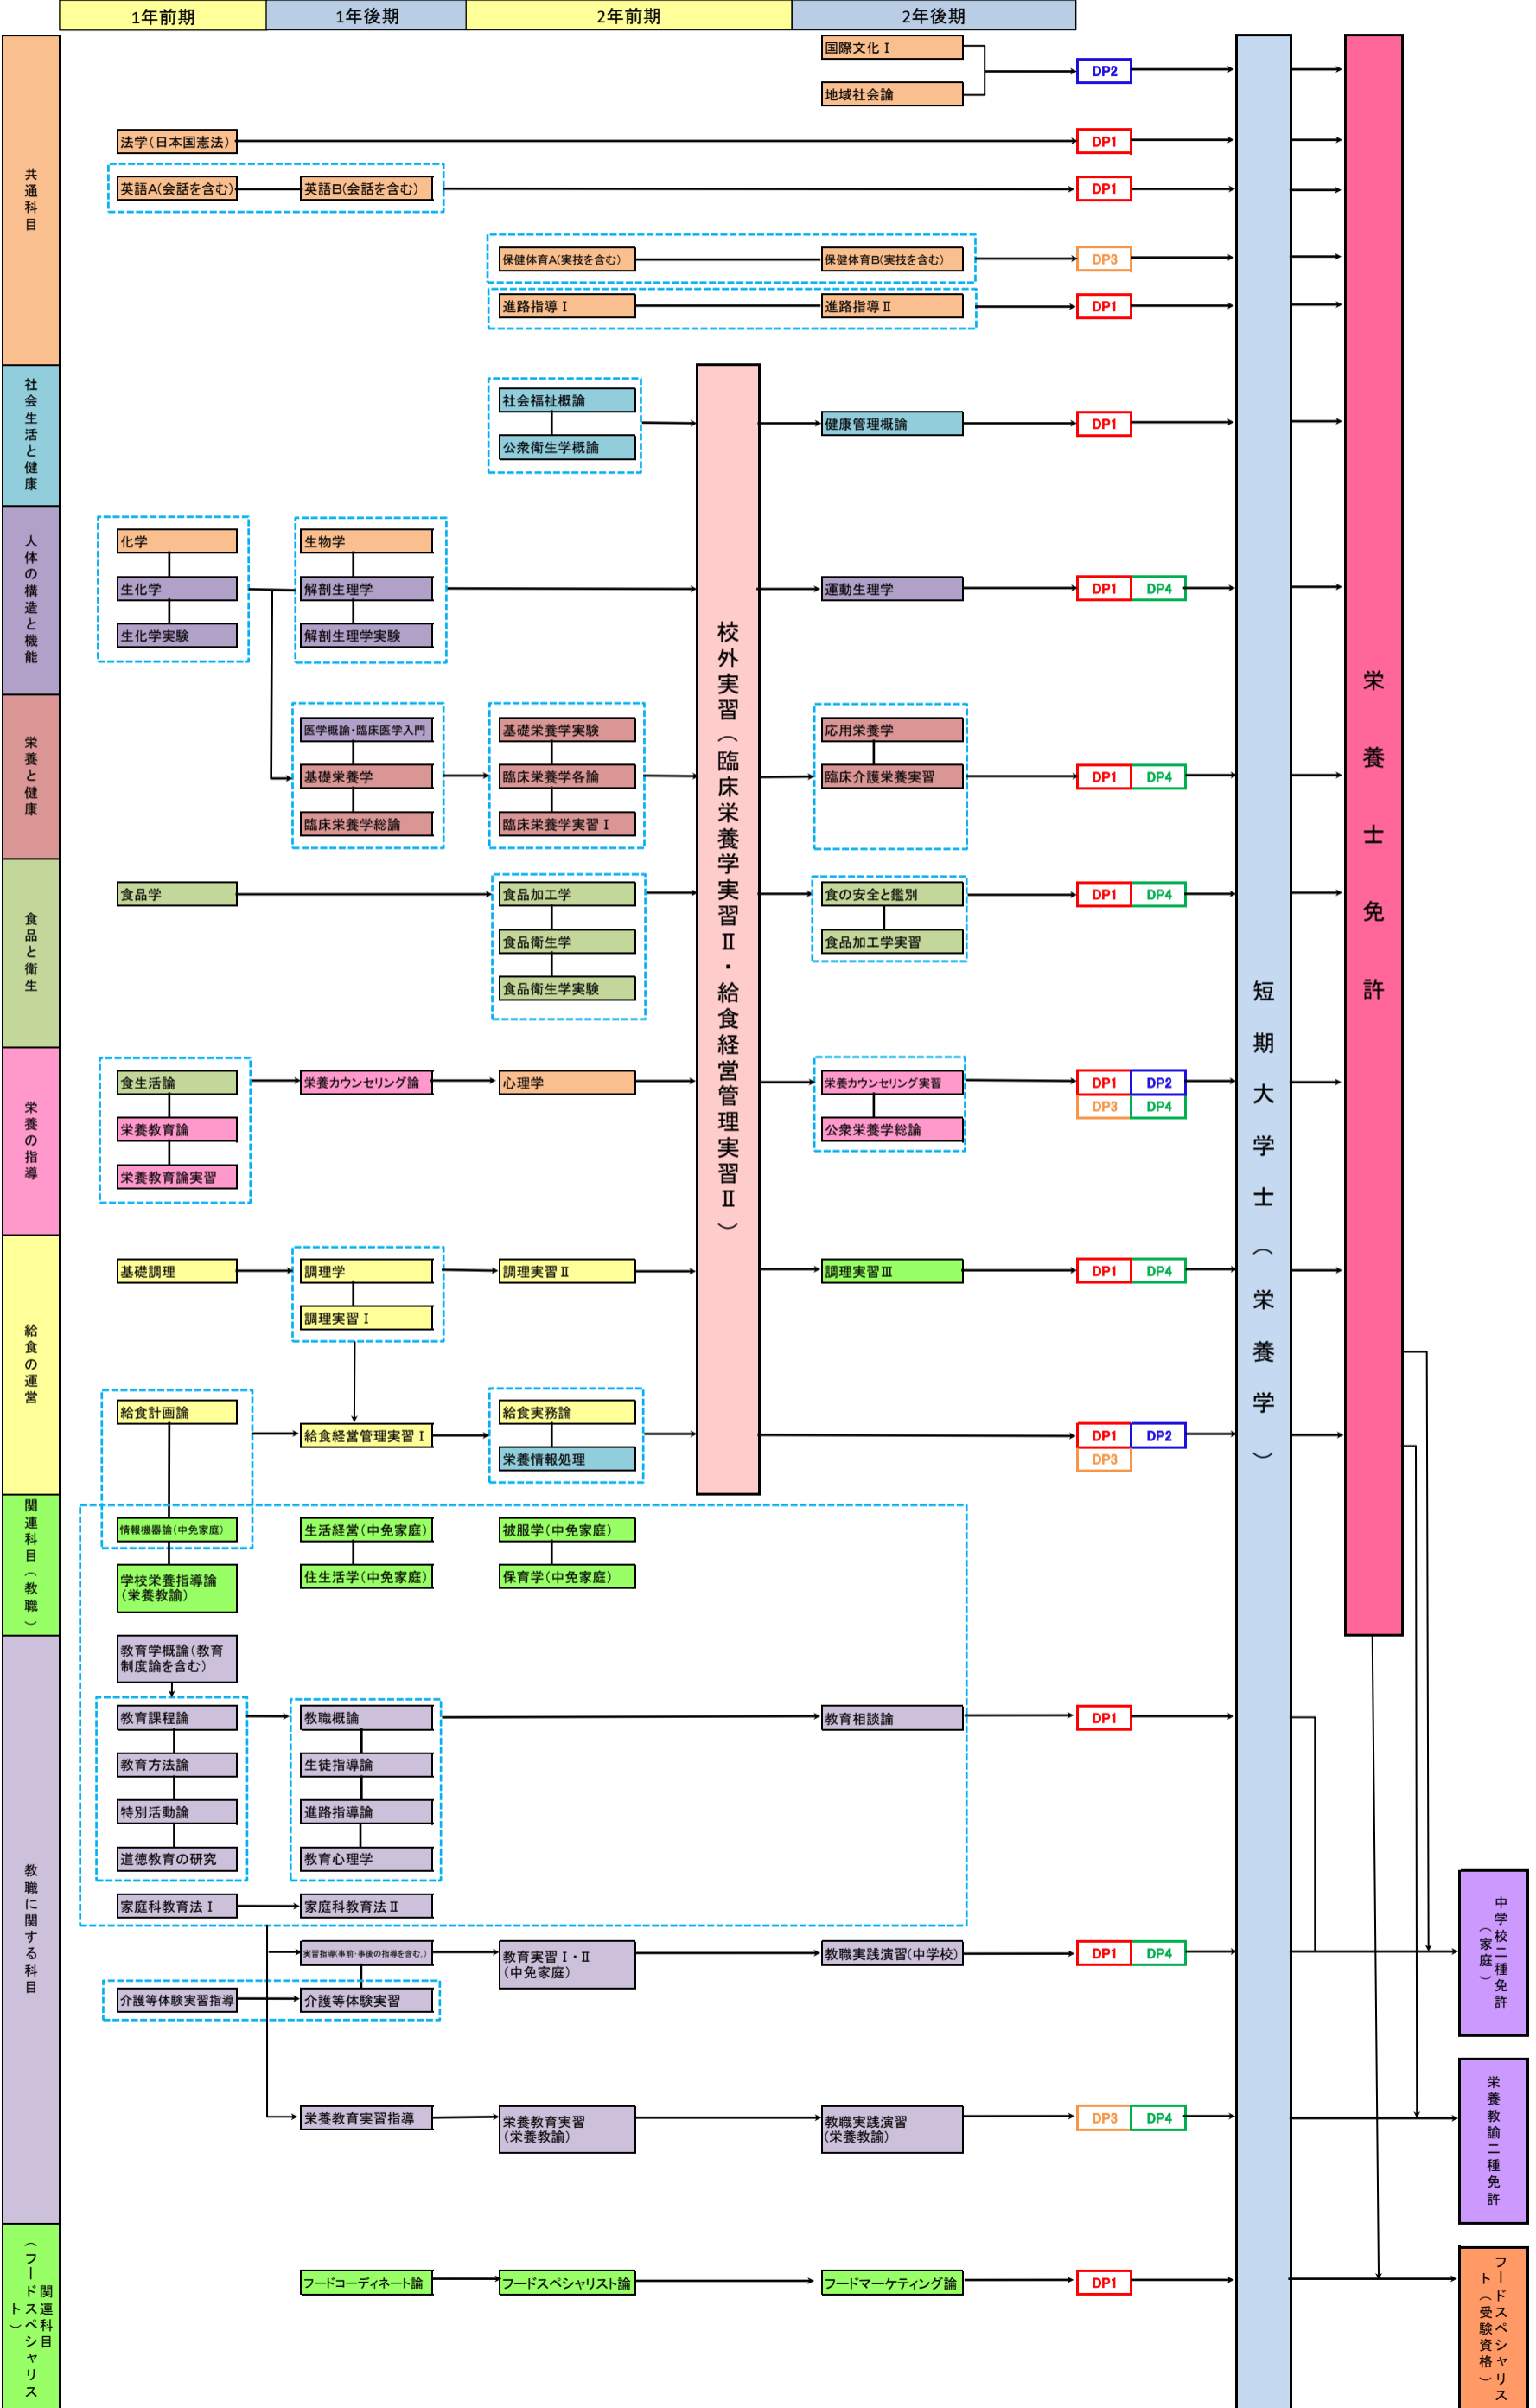 1年前期
1年後期
2年前期
2年後期
共通科目
国際文化Ⅰ
DP2
地域社会論
法学(日本国憲法)
DP1
英語A(会話を含む)
英語B(会話を含む)
DP1
保健体育A(実技を含む)
保健体育B(実技を含む)
DP3
進路指導Ⅰ
進路指導Ⅱ
DP1
社会生活と健康
社会福祉概論
公衆衛生学概論
健康管理概論
DP1
校外実習(臨床栄養学実習Ⅱ・給食経営管理実習Ⅱ)
短期大学士(栄養学)
栄養士免許
人体の構造と機能
化学
生物学
生化学
解剖生理学
運動生理学
DP1
DP4
生化学実験
解剖生理学実験
栄養と健康
医学概論・臨床医学入門
基礎栄養学実験
応用栄養学
基礎栄養学
臨床栄養学各論
臨床介護栄養実習
DP1
DP4
臨床栄養学総論
臨床栄養学実習Ⅰ
食品と衛生
食品学
食品加工学
食の安全と鑑別
DP1
DP4
食品衛生学
食品加工学実習
食品衛生学実験
栄養の指導
食生活論
栄養カウンセリング論
心理学
栄養カウンセリング実習
DP1
DP2
DP3
DP4
栄養教育論
公衆栄養学総論
栄養教育論実習
給食の運営
基礎調理
調理学
調理実習Ⅱ
調理実習Ⅲ
DP1
DP4
調理実習Ⅰ
給食計画論
給食経営管理実習Ⅰ
給食実務論
DP1
DP2
DP3
栄養情報処理
関連科目(教職)
情報機器論(中免家庭)
生活経営(中免家庭)
被服学(中免家庭)
学校栄養指導論
(栄養教諭)
住生活学(中免家庭)
保育学(中免家庭)
教職に関する科目
教育学概論(教育
制度論を含む)
教育課程論
教職概論
教育相談論
DP1
教育方法論
生徒指導論
特別活動論
進路指導論
道徳教育の研究
教育心理学
家庭科教育法Ⅰ
家庭科教育法Ⅱ
実習指導(事前・事後の指導を含む。)
教育実習Ⅰ・Ⅱ
(中免家庭)
教職実践演習(中学校)
DP1
DP4
中学校二種免許
(家庭)
介護等体験実習指導
介護等体験実習
栄養教育実習指導
栄養教育実習
(栄養教諭)
教職実践演習
(栄養教諭)
DP3
DP4
栄養教諭二種免許
関連科目
(フードスペシャリス
ト)
フードコーディネート論
フードスペシャリスト論
フードマーケティング論
DP1
フードスペシャリス
ト(受験資格)